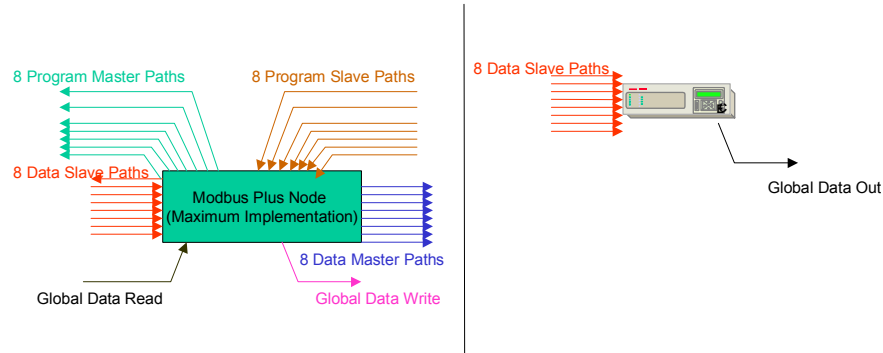 8 Program Master Paths
8 Program Slave Paths
8 Data Slave Paths
Modbus Plus Node
(Maximum Implementation)
8 Data Master Paths
Global Data Read
Global Data Write
8 Data Slave Paths
Global Data Out